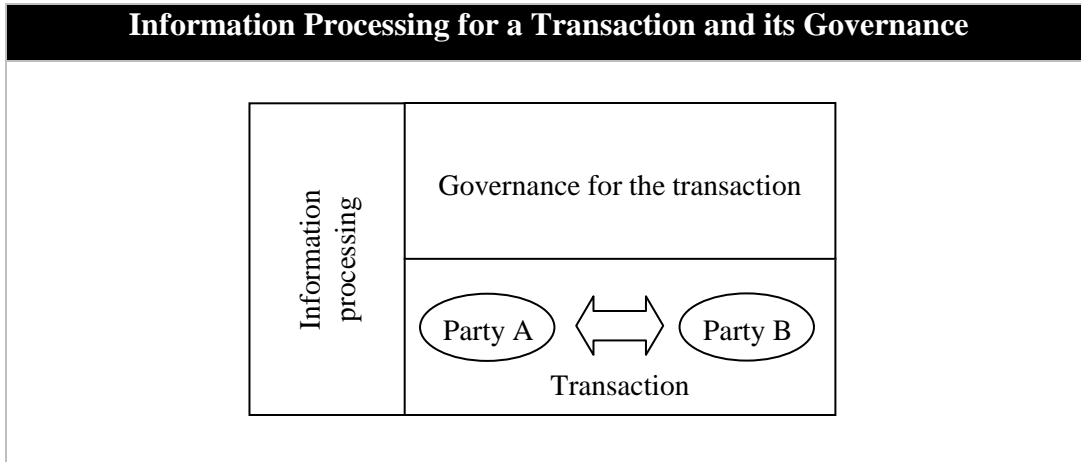 Information Processing for a Transaction and its Governance
Information
processing
Governance for the transaction
Party A
Party B
Transaction